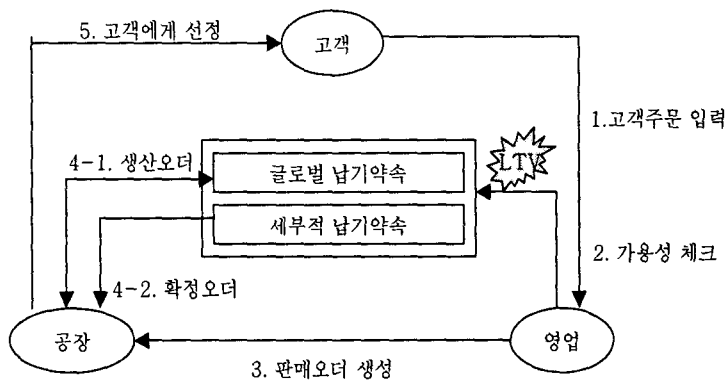 5. 고객에게 선정
고객
1.고객주문 입력
4-1. 생산오더
글로벌 납기약속
LTV
세부적 납기약속
2. 가용성 체크
4-2. 확정오더
공장
영업
3. 판매오더 생성